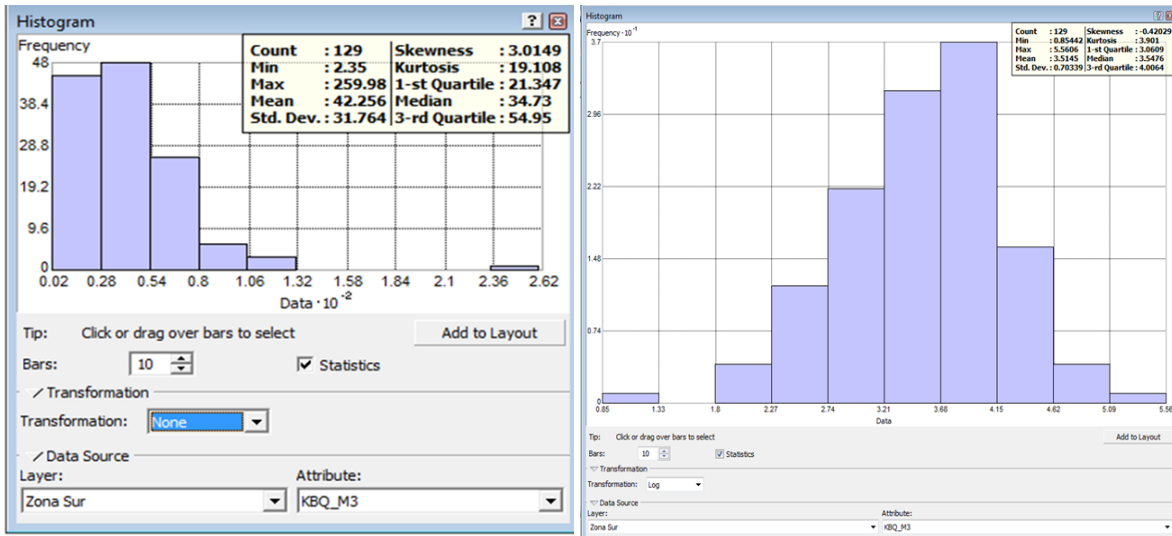 Histogram
Frequency
Count : 129 Skewness : 3.0149
Min : 2.35 Kurtosis : 19.108
Max : 259.98 1-st Quartile : 21.347
Mean : 42.256 Median : 34.73
Std. Dev. : 31.764 3-rd Quartile : 54.95
48
38.4
28.8
19.2
9.6
0
0.02 0.28 0.54 0.8 1.06 1.32 1.58 1.84 2.1 2.36 2.62
Data · 10 -2
Tip: Click or drag over bars to select Add to Layout
Bars: 10 Statistics
Transformation
Transformation: None
Data Source
Layer: Attribute:
Zona Sur KBQ_M3
Histogram
Frequency · 10 -1
Count : 129 Skewness : -0.42029
Min : 0.85442 Kurtosis : 3.901
Max : 5.5606 1-st Quartile : 3.0609
Mean : 3.5145 Median : 3.5476
Std. Dev. : 0.70339 3-rd Quartile : 4.0064
3.7
2.96
2.22
1.48
0.74
0
0.85 1.33 1.8 2.27 2.74 3.21 3.68 4.15 4.62 5.09 5.56
Data
Tip: Click or drag over bars to select Add to Layout
Bars: 10 Statistics
Transformation
Transformation: Log
Data Source
Layer: Attribute:
Zona Sur KBQ_M3